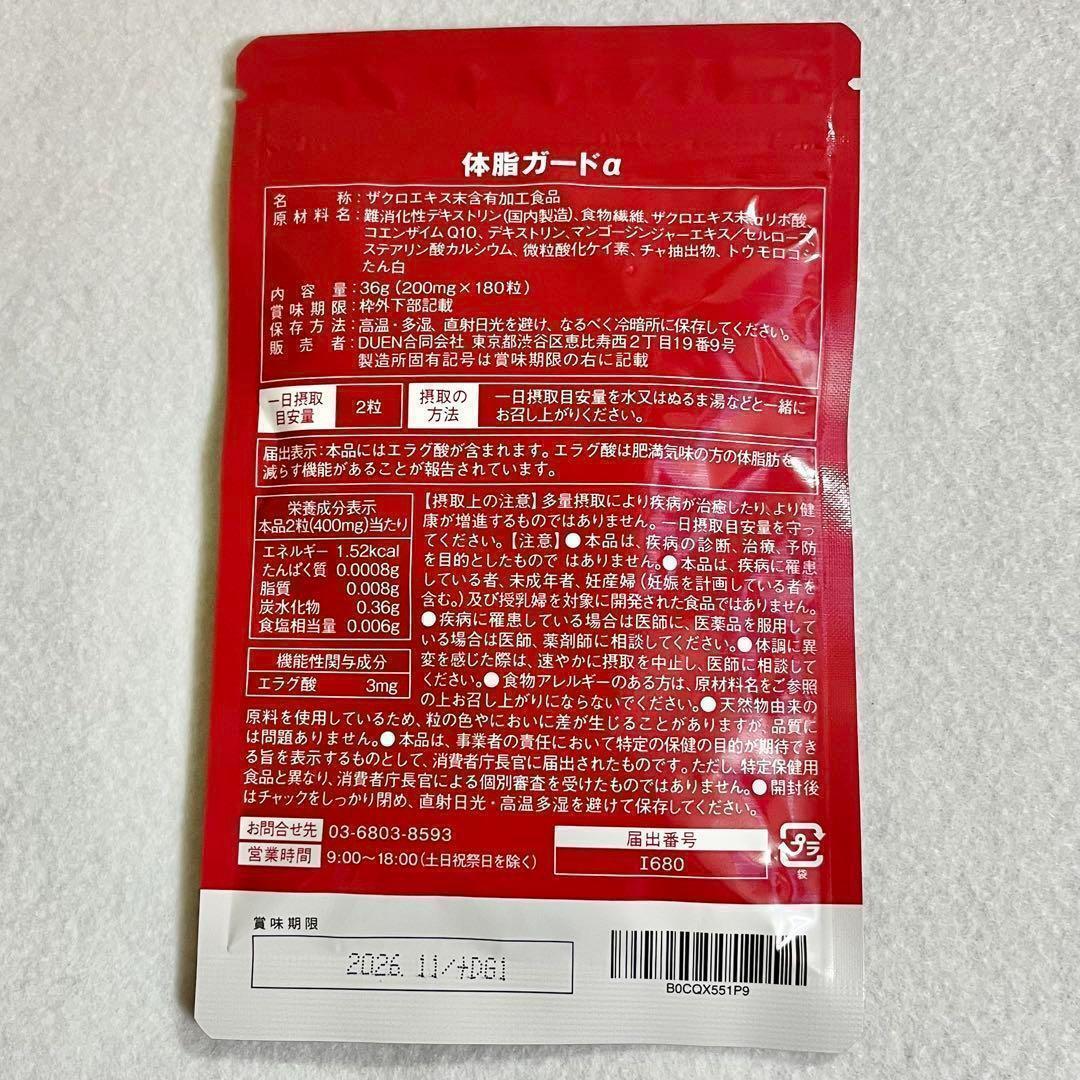 体脂ガードα
名称：ザクロエキス末含有加工食品
原材料名：難消化性デキストリン(国内製造)、食物繊維、ザクロエキス末、αリポ酸、
コエンザイムQ10、デキストリン、マンゴージンジャーエキス／セルロース、
ステアリン酸カルシウム、微粒酸化ケイ素、チャ抽出物、トウモロコシ
たん白
内容量：36g (200mg×180粒)
賞味期限：枠外下部記載
保存方法：高温・多湿、直射日光を避け、なるべく冷暗所に保存してください。
販売者：DUEN合同会社 東京都渋谷区恵比寿西2丁目19番9号
製造所固有記号は賞味期限の右に記載
一日摂取
目安量
2粒
摂取の
方法
一日摂取目安量を水又はぬるま湯などと一緒に
お召し上がりください。
届出表示：本品にはエラグ酸が含まれます。エラグ酸は肥満気味の方の体脂肪を
減らす機能があることが報告されています。
栄養成分表示
本品2粒(400mg)当たり
エネルギー 1.52kcal
たんぱく質 0.0008g
脂質 0.008g
炭水化物 0.36g
食塩相当量 0.006g
機能性関与成分
エラグ酸 3mg
【摂取上の注意】多量摂取により疾病が治癒したり、より健
康が増進するものではありません。一日摂取目安量を守っ
てください。【注意】●本品は、疾病の診断、治療、予防
を目的としたもので はありません。●本品は、疾病に罹患
している者、未成年者、妊産婦(妊娠を計画している者を
含む。)及び授乳婦を対象に開発された食品ではありません。
●疾病に罹患している場合は医師に、医薬品を服用して
いる場合は医師、薬剤師に相談してください。●体調に異
変を感じた際は、速やかに摂取を中止し、医師に相談して
ください。●食物アレルギーのある方は、原材料名をご参照
の上お召し上がりにならないでください。●天然物由来の
原料を使用しているため、粒の色やにおいに差が生じることがありますが、品質に
は問題ありません。●本品は、事業者の責任において特定の保健の目的が期待でき
る旨を表示するものとして、消費者庁長官に届出されたものです。ただし、特定保健用
食品と異なり、消費者庁長官による個別審査を受けたものではありません。●開封後
はチャックをしっかり閉め、直射日光・高温多湿を避けて保存してください。
お問合せ先 03-6803-8593
営業時間 9:00～18:00(土日祝祭日を除く)
届出番号
I680
プラ
袋
賞味期限
2026. 11/+DG1
B0CQX551P9